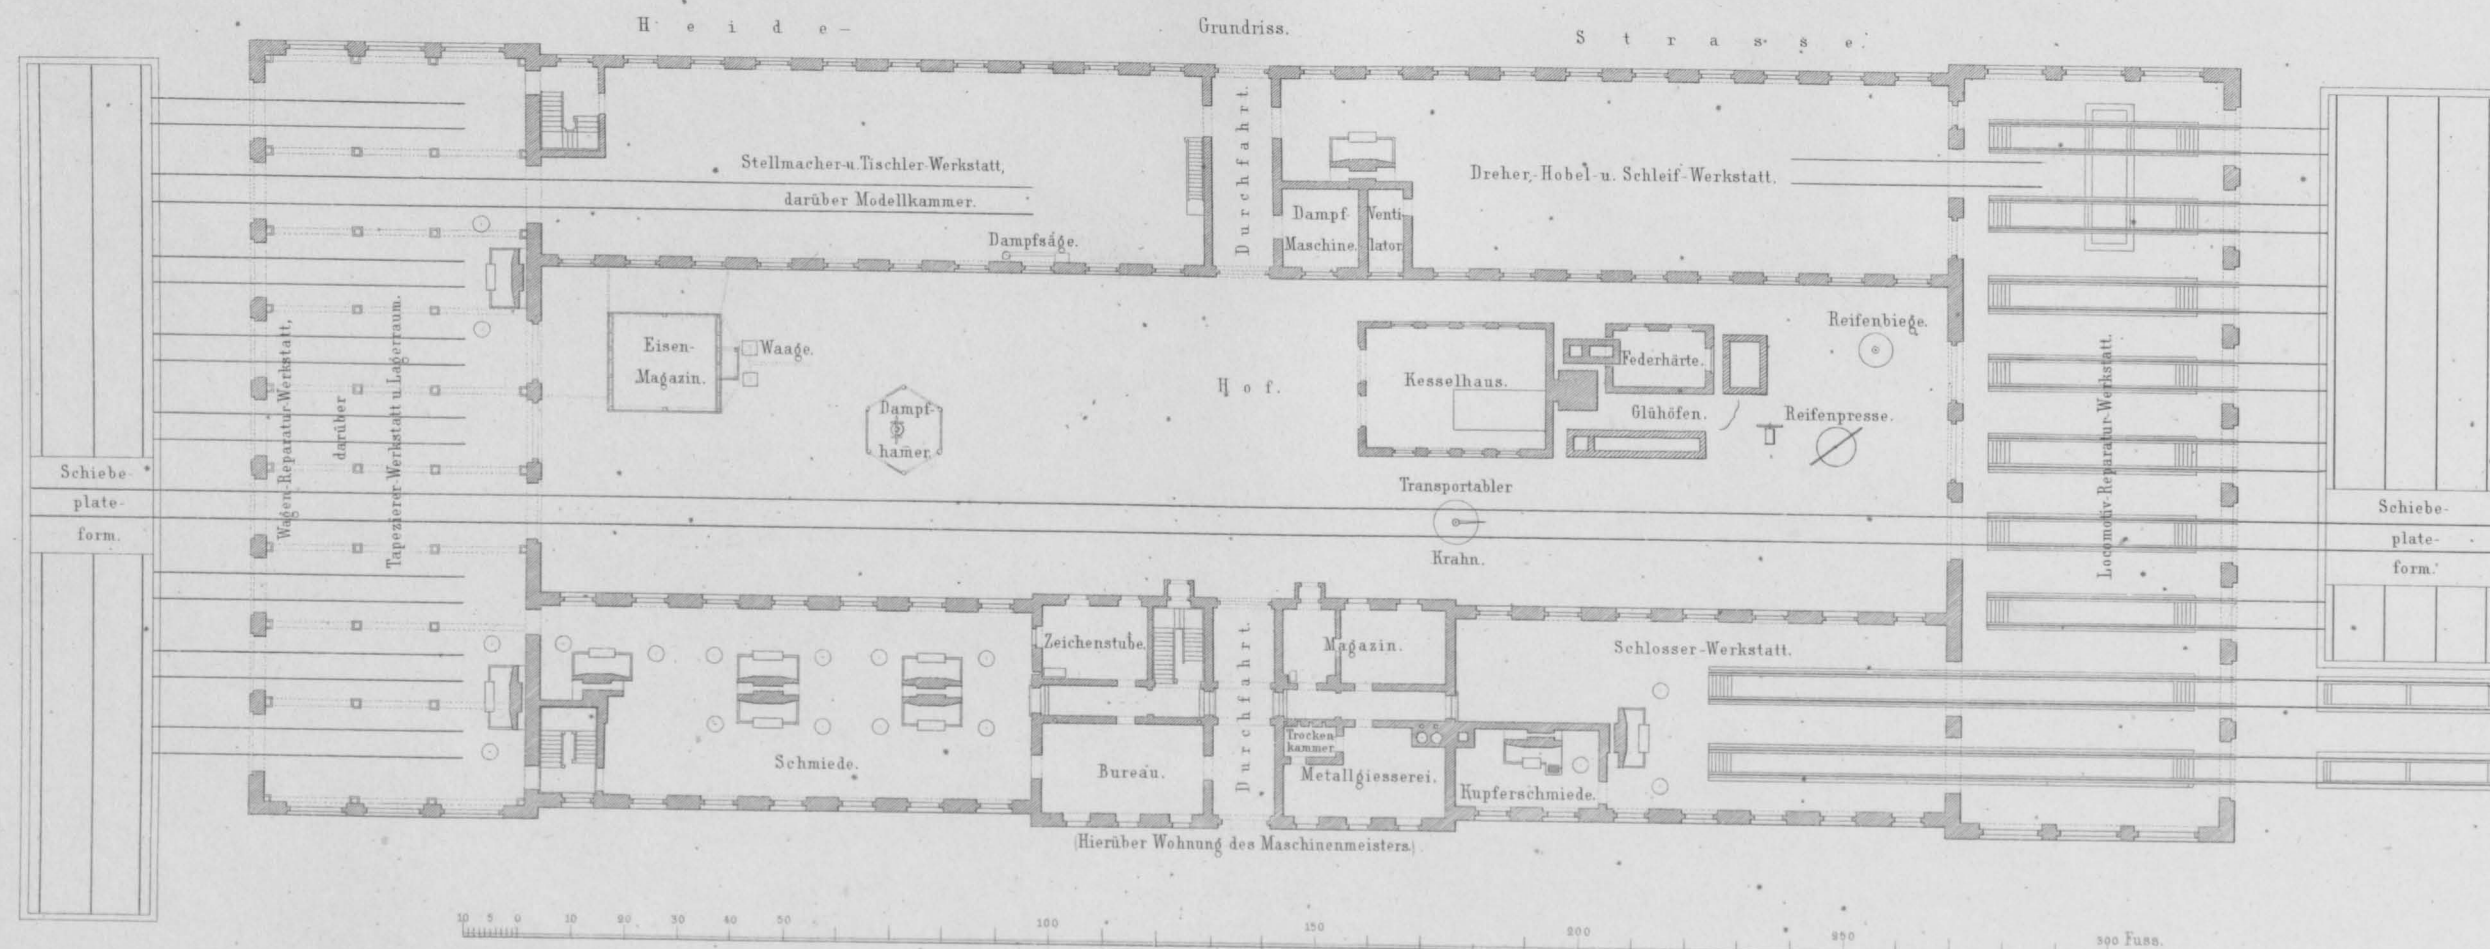 Heide-
Grundriss.
Strasse.
Stellmacher-u. Tischler-Werkstatt,
darüber Modellkammer.
Dampfsäge.
Durchfahrt.
Dampf-
Maschine.
Venti-
lator
Dreher,-Hobel-u. Schleif-Werkstatt.
Wagen-Reparatur-Werkstatt,
darüber
Tapezierer-Werkstatt u. Lagerraum.
Eisen-
Magazin.
Waage.
Dampf-
ham̄er.
Hof.
Kesselhaus.
Federhärte.
Glühöfen.
Reifenbiege.
Reifenpresse.
Locomotiv-Reparatur-Werkstatt.
Schiebe-
plate-
form.
Transportabler
Krahn.
Schiebe-
plate-
form.
Zeichenstube.
Durchfahrt.
Magazin.
Schlosser-Werkstatt.
Schmiede.
Bureau.
Trocken
kammer
Metallgiesserei.
Kupferschmiede.
(Hierüber Wohnung des Maschinenmeisters.)
10 5 0 10 20 30 40 50 100 150 200 250 300 Fuss.